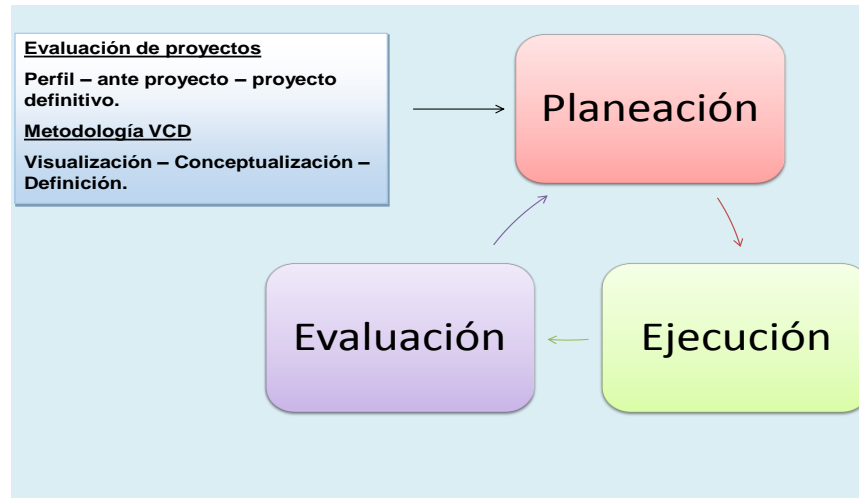 Evaluación de proyectos
Perfil – ante proyecto – proyecto
definitivo.
Metodología VCD
Visualización – Conceptualización –
Definición.
Planeación
Evaluación
Ejecución